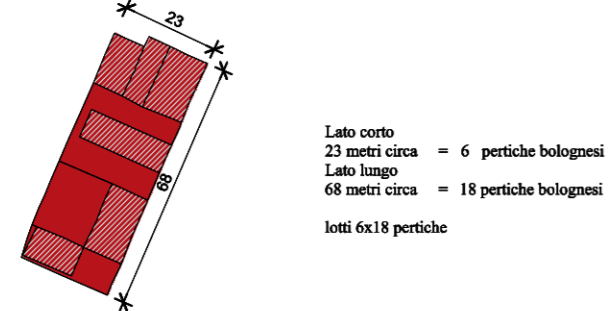 23
68
Lato corto
23 metri circa = 6 pertiche bolognesi
Lato lungo
68 metri circa = 18 pertiche bolognesi
lotti 6x18 pertiche